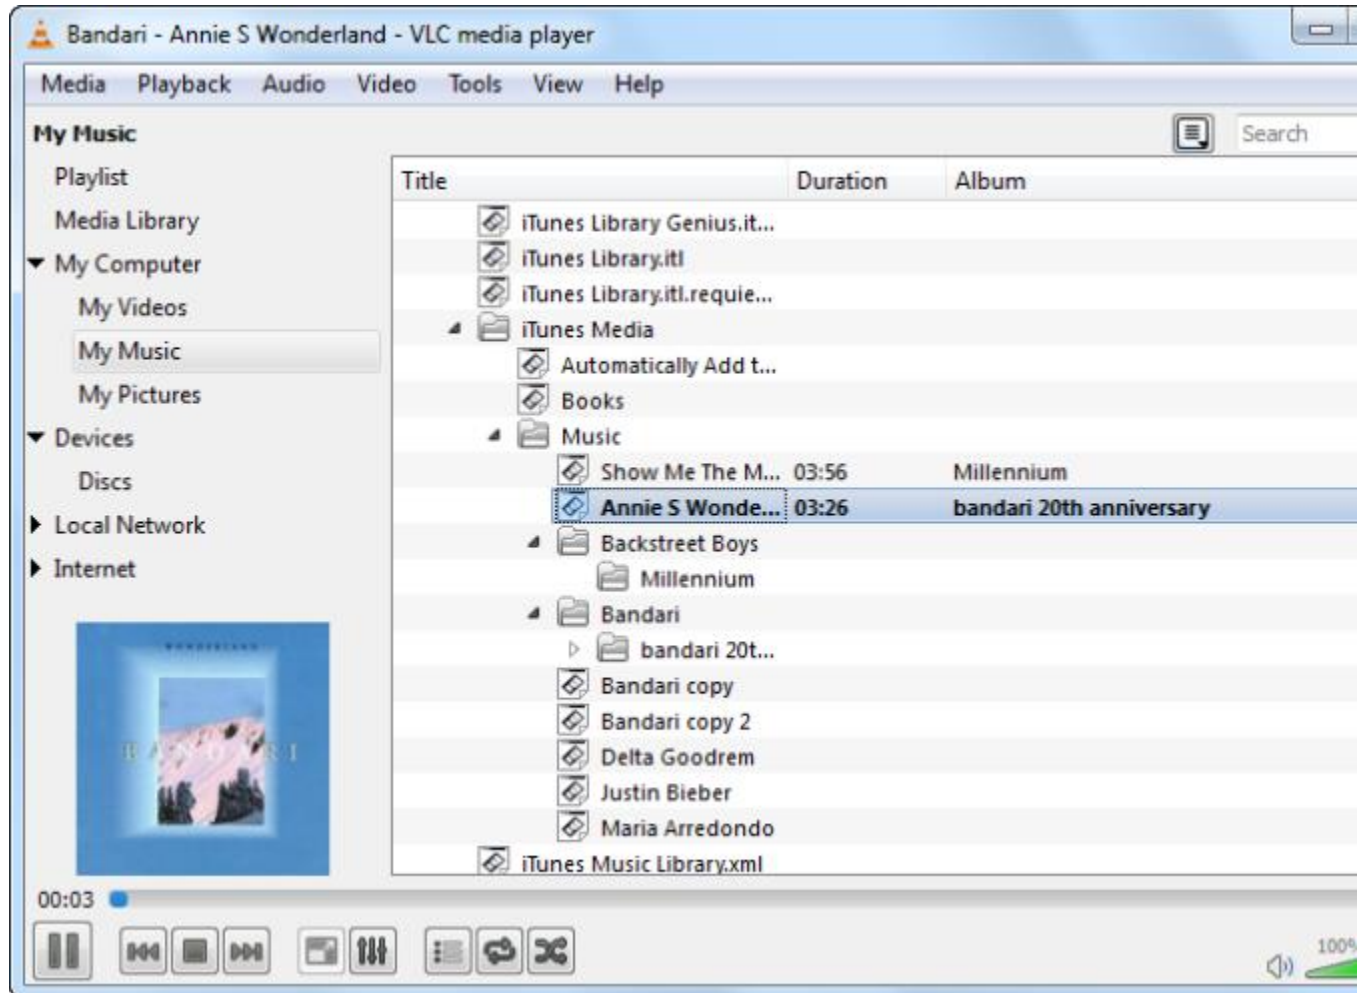 Bandari - Annie S Wonderland - VLC media player
Media Playback Audio Video Tools View Help
My Music
Search
Playlist
Media Library
My Computer
My Videos
My Music
My Pictures
Devices
Discs
Local Network
Internet
WONDERLAND
BANDARI
Title Duration Album
iTunes Library Genius.it...
iTunes Library.itl
iTunes Library.itl.requie...
iTunes Media
Automatically Add t...
Books
Music
Show Me The M... 03:56 Millennium
Annie S Wonde... 03:26 bandari 20th anniversary
Backstreet Boys
Millennium
Bandari
bandari 20t...
Bandari copy
Bandari copy 2
Delta Goodrem
Justin Bieber
Maria Arredondo
iTunes Music Library.xml
00:03
100%